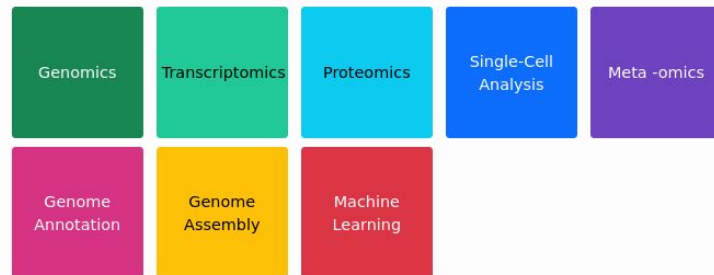 Genomics
Transcriptomics
Proteomics
Single-Cell
Analysis
Meta -omics
Genome
Annotation
Genome
Assembly
Machine
Learning